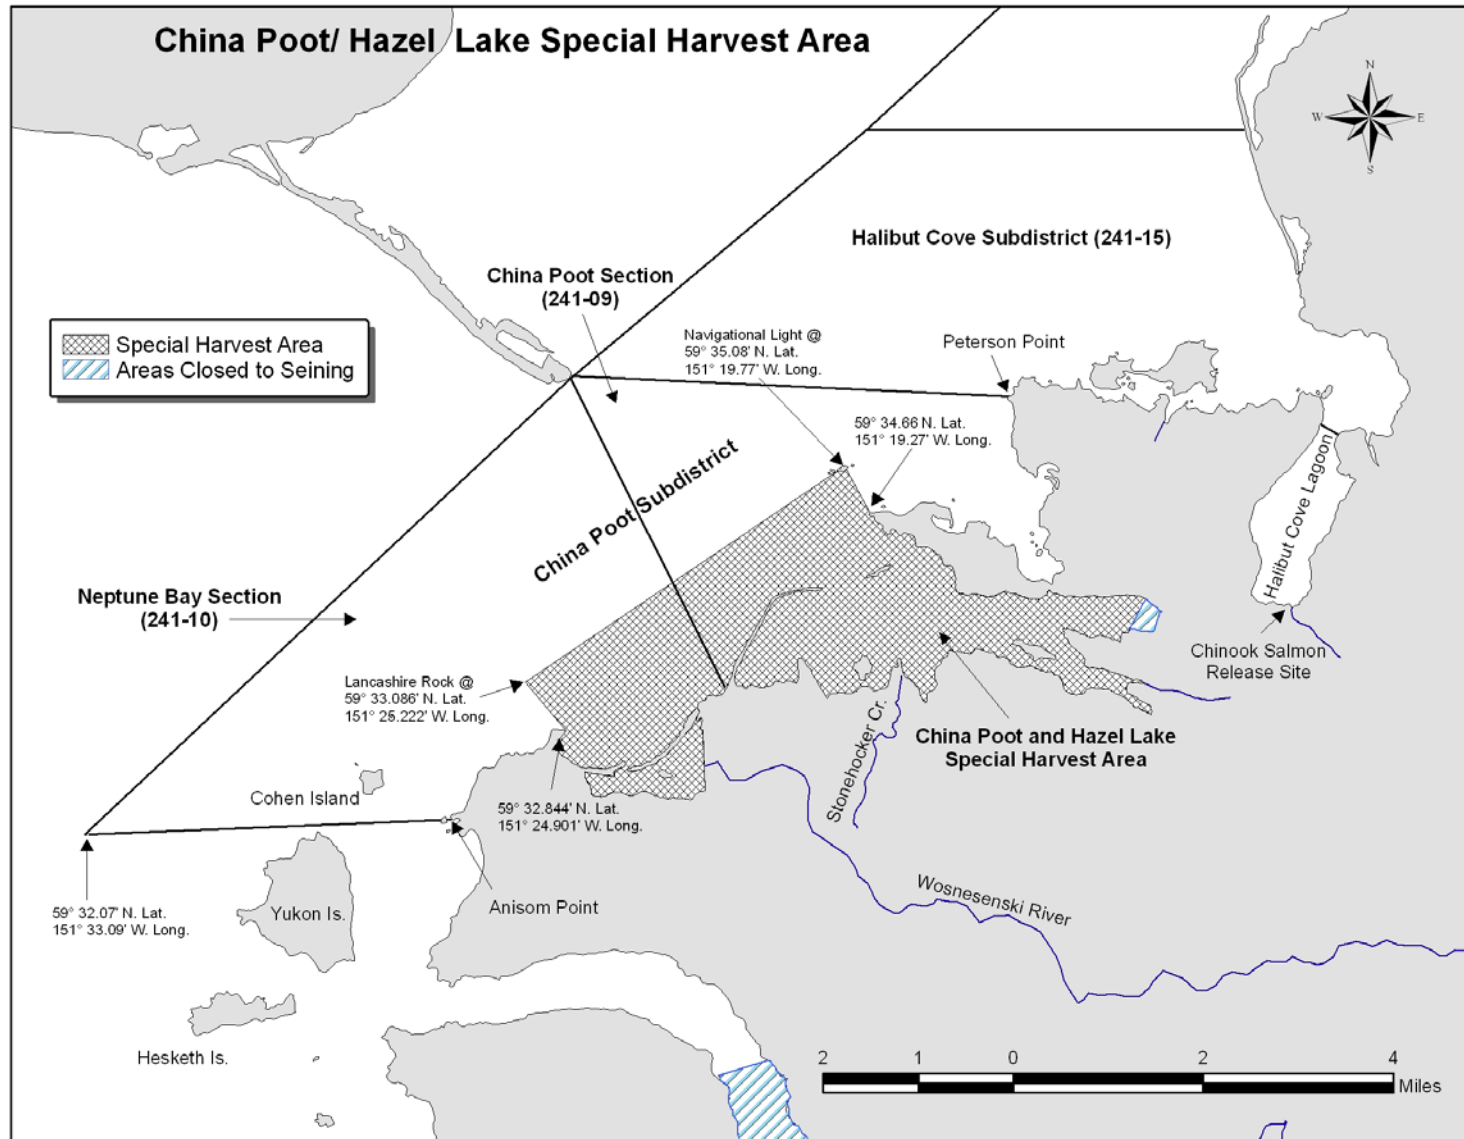 China Poot/ Hazel Lake Special Harvest Area
N
W
E
S
Halibut Cove Subdistrict (241-15)
China Poot Section
(241-09)
Navigational Light @
59° 35.08' N. Lat.
151° 19.77' W. Long.
Peterson Point
Special Harvest Area
Areas Closed to Seining
59° 34.66 N. Lat.
151° 19.27' W. Long.
China Poot Subdistrict
Halibut Cove Lagoon
Neptune Bay Section
(241-10)
Chinook Salmon
Release Site
Lancashire Rock @
59° 33.086' N. Lat.
151° 25.222' W. Long.
Stonehocker Cr.
China Poot and Hazel Lake
Special Harvest Area
Cohen Island
59° 32.844' N. Lat.
151° 24.901' W. Long.
59° 32.07' N. Lat.
151° 33.09' W. Long.
Yukon Is.
Anisom Point
Wosnesenski River
Hesketh Is.
2 1 0 2 4
Miles